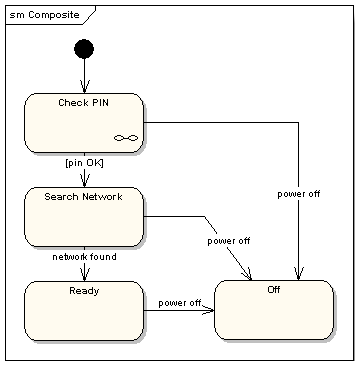 sm Composite
Check PIN
[pin OK]
power off
Search Network
power off
network found
Ready
Off
power off